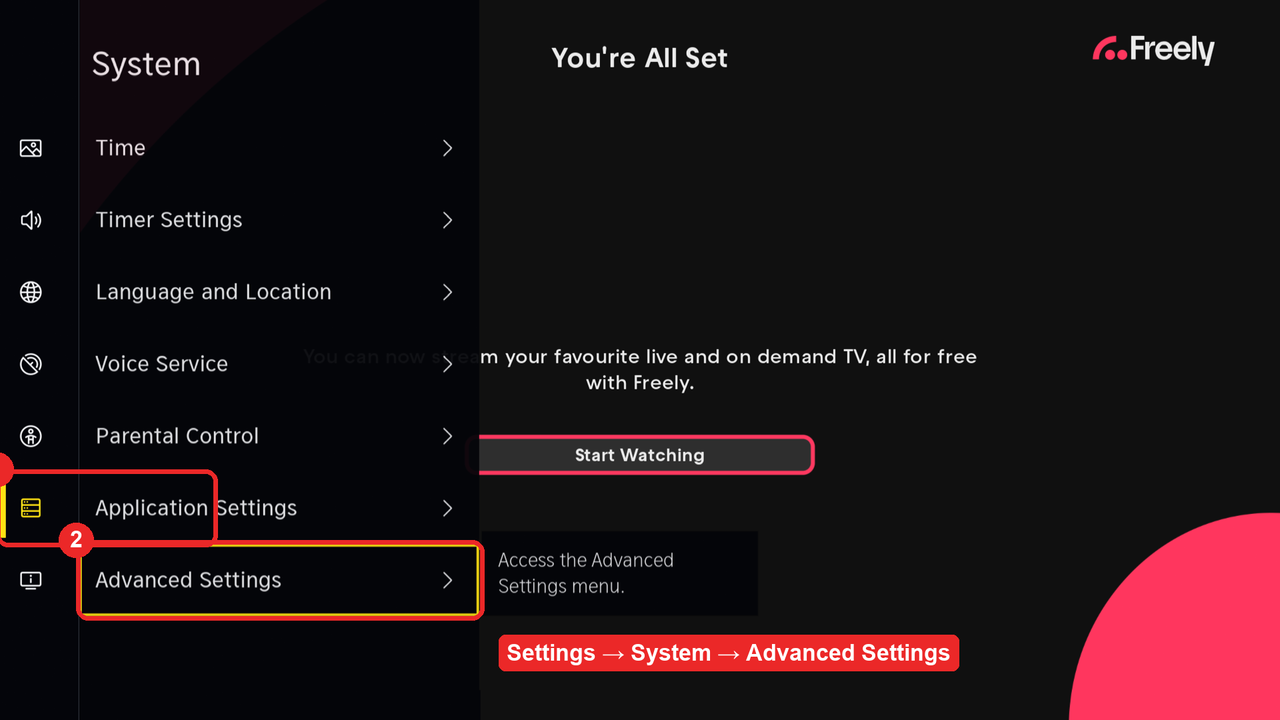 System
Time
Timer Settings
Language and Location
Voice Service
Parental Control
Application Settings
2
Advanced Settings
You're All Set
Freely
You can now stream your favourite live and on demand TV, all for free
with Freely.
Start Watching
Access the Advanced
Settings menu.
Settings → System → Advanced Settings